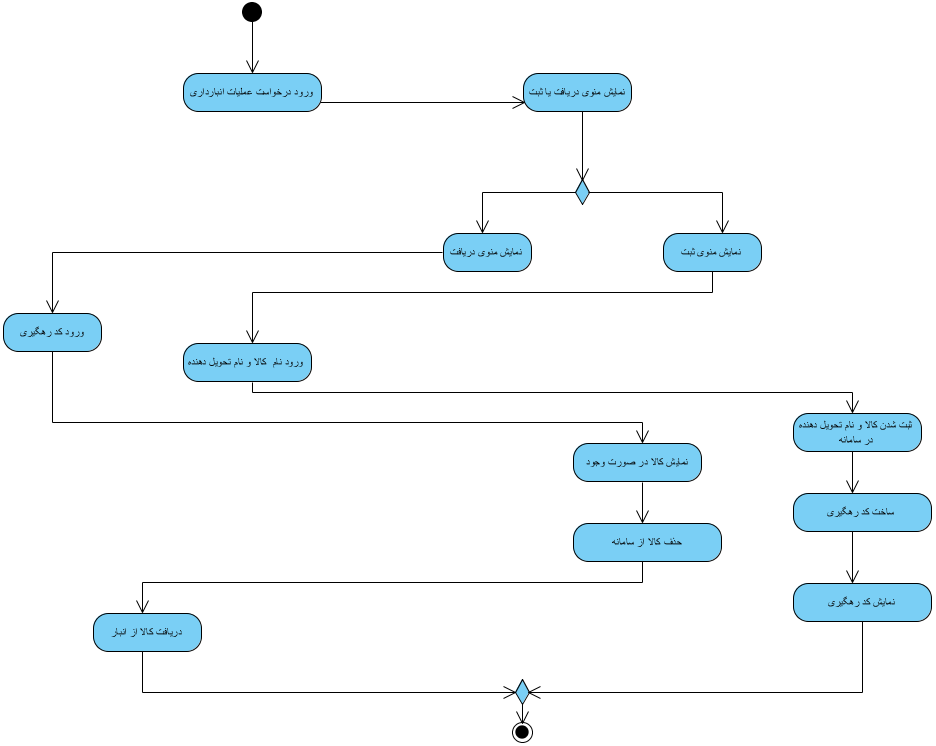 ورود درخواست عملیات انبارداری
نمایش منوی دریافت یا ثبت
نمایش منوی دریافت
نمایش منوی ثبت
ورود کد رهگیری
ورود نام کالا و نام تحویل دهنده
ثبت شدن کالا و نام تحویل دهنده
در سامانه
نمایش کالا در صورت وجود
ساخت کد رهگیری
حذف کالا از سامانه
نمایش کد رهگیری
دریافت کالا از انبار